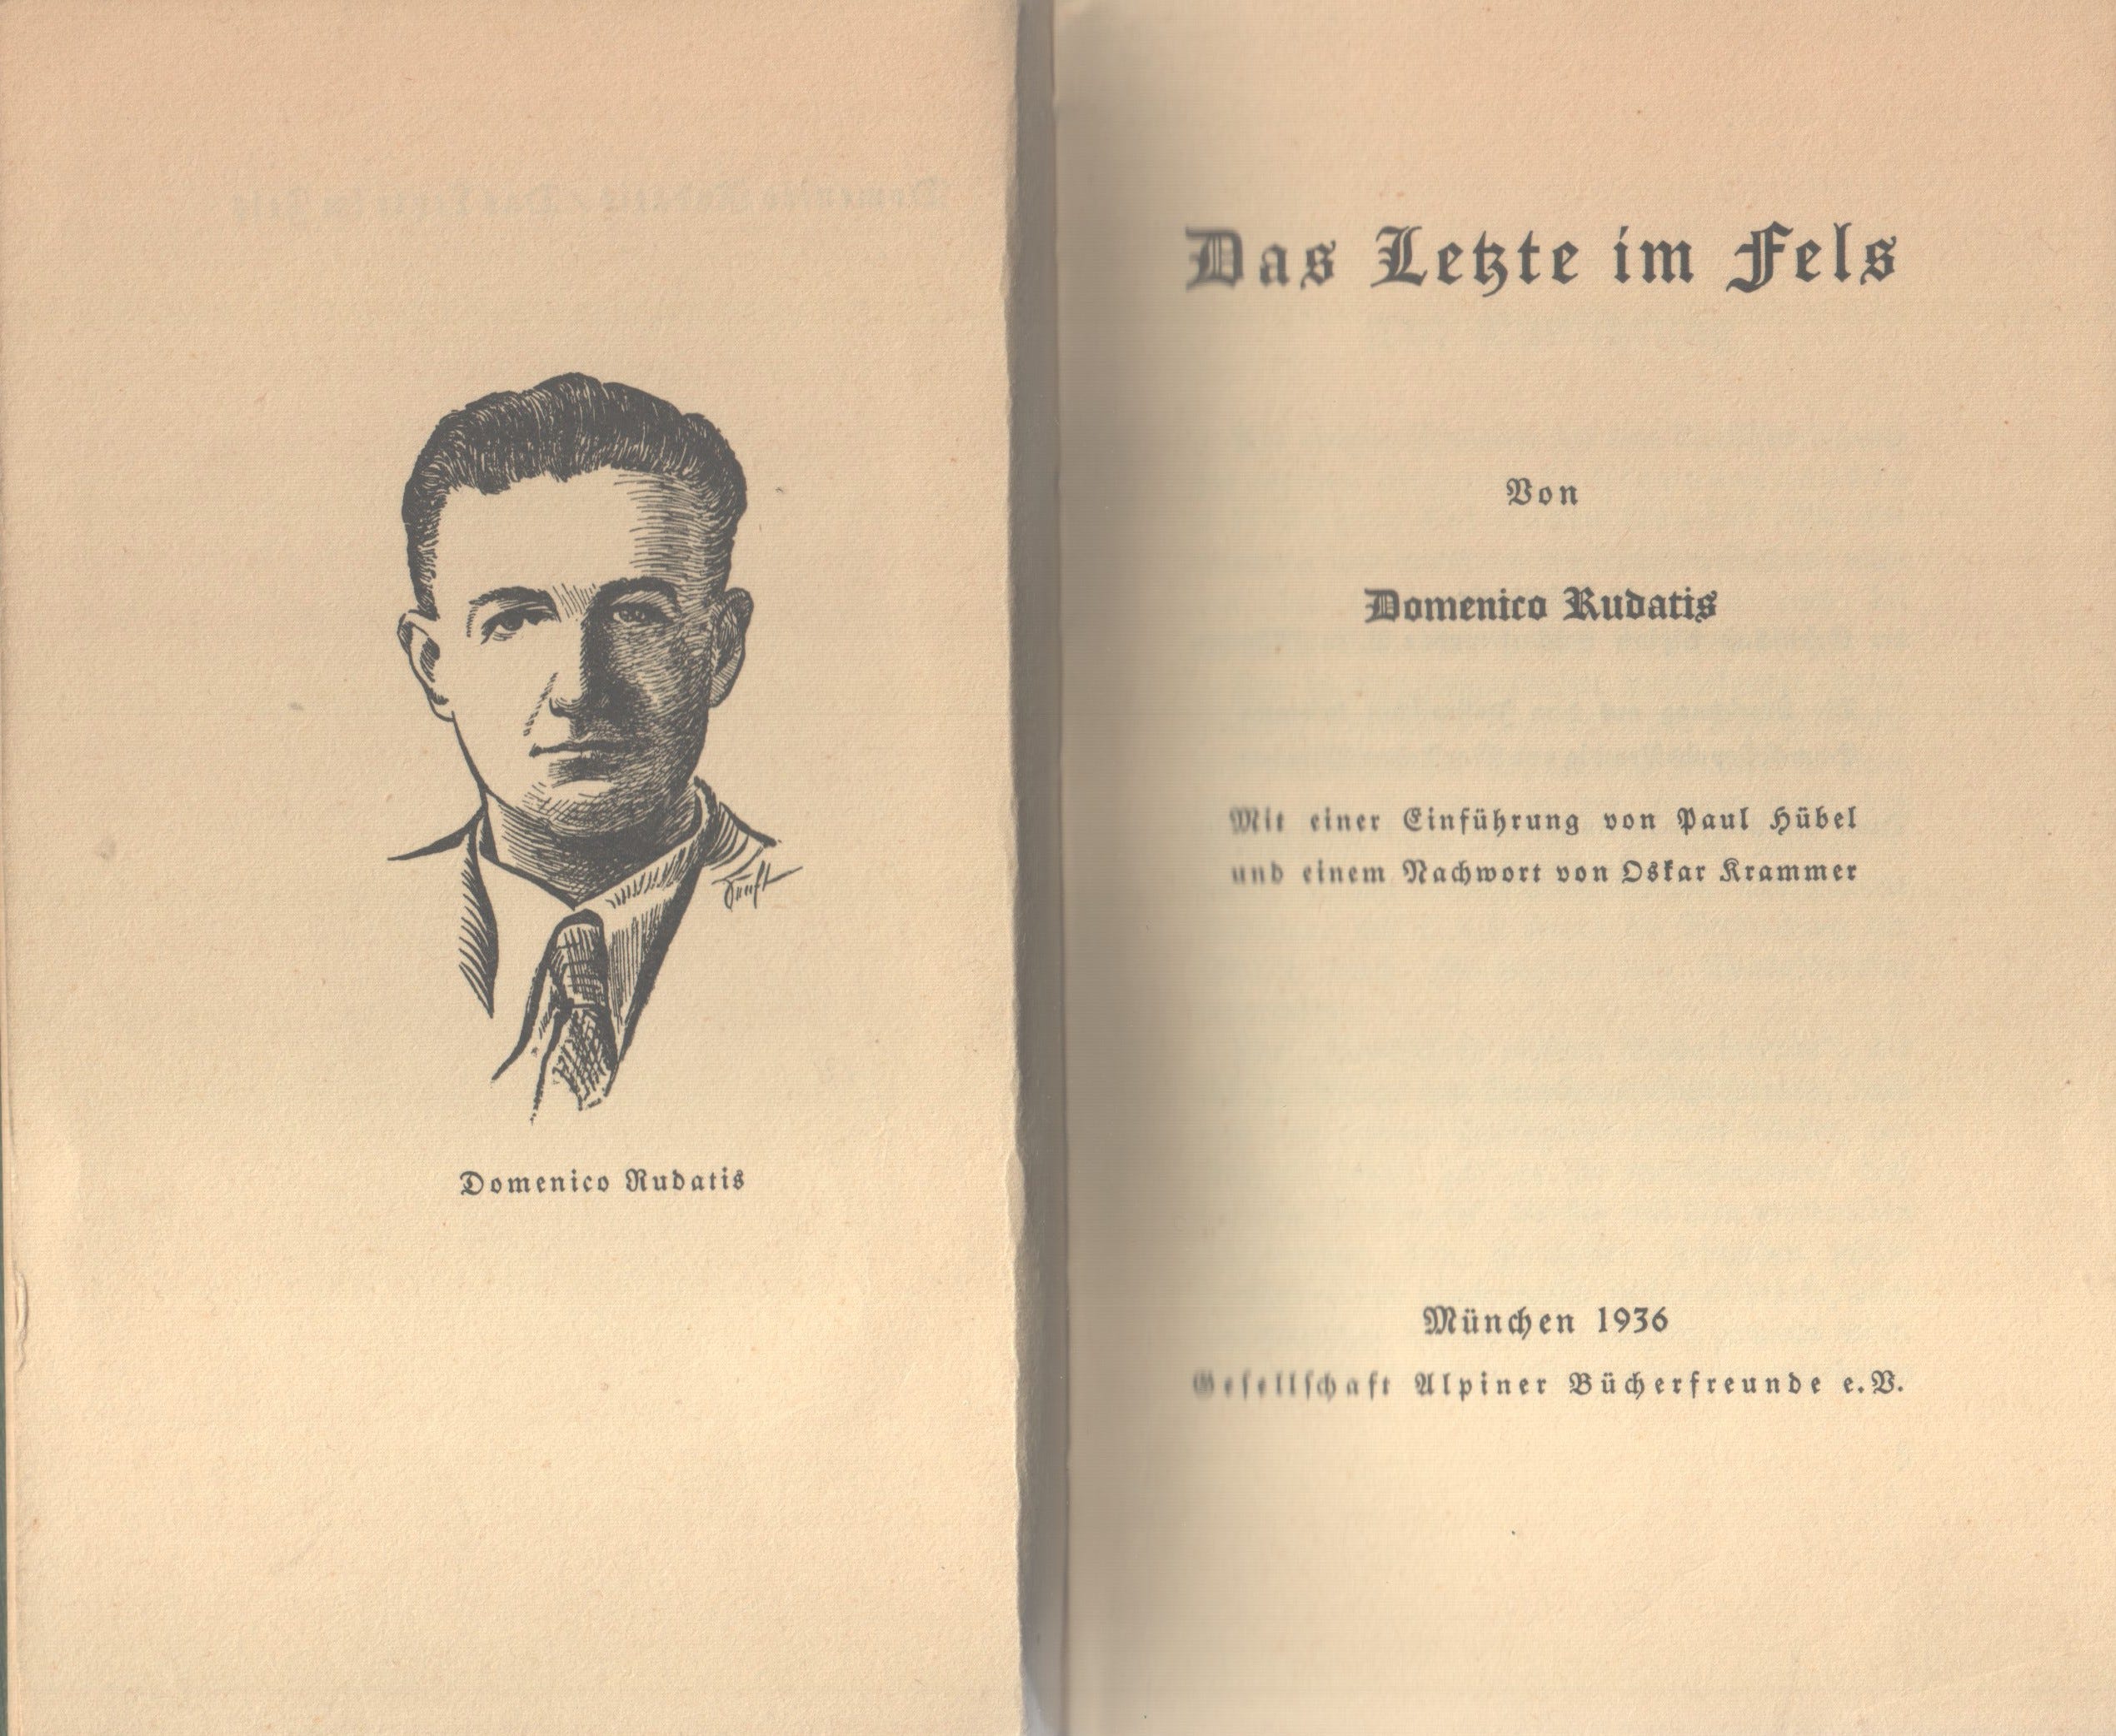 Domenico Rudatis
Das Letzte im Fels
Von
Domenico Rudatis
Mit einer Einführung von Paul Hübel
und einem Nachwort von Oskar Krammer
München 1936
Gesellschaft Alpiner Bücherfreunde e.V.